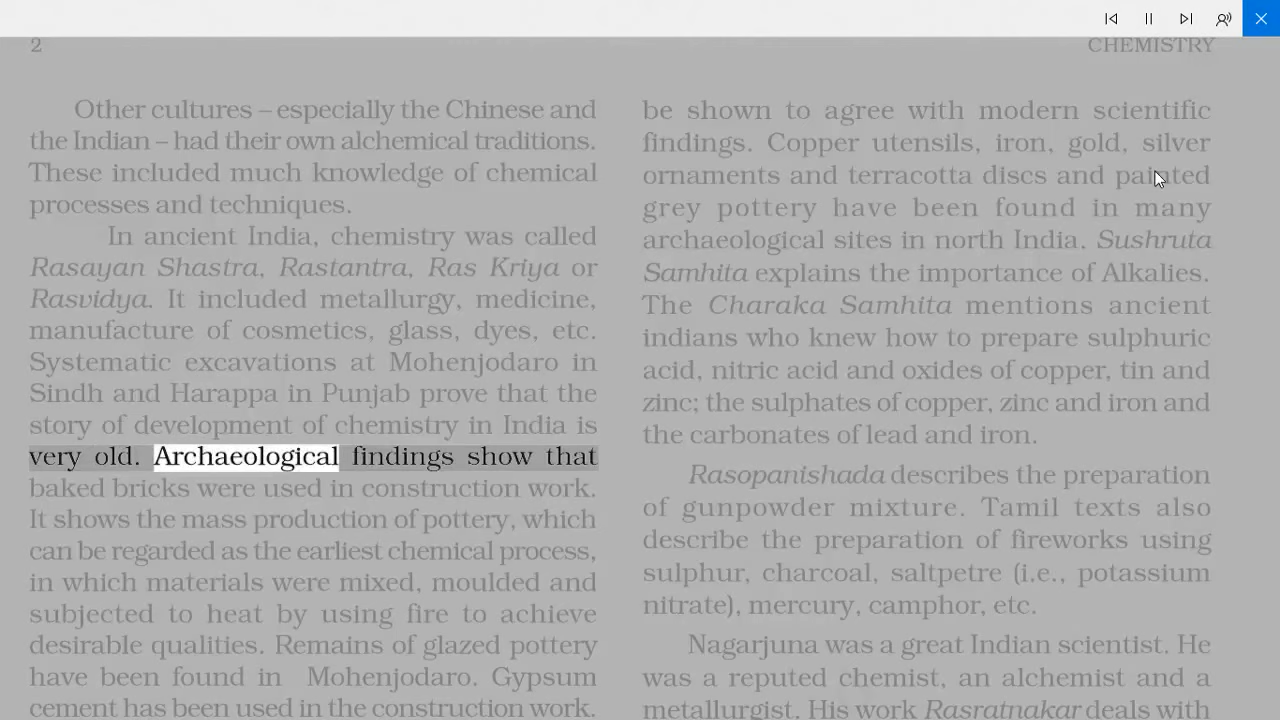 2
CHEMISTRY
Other cultures – especially the Chinese and
the Indian – had their own alchemical traditions.
These included much knowledge of chemical
processes and techniques.
In ancient India, chemistry was called
Rasayan Shastra, Rastantra, Ras Kriya or
Rasvidya. It included metallurgy, medicine,
manufacture of cosmetics, glass, dyes, etc.
Systematic excavations at Mohenjodaro in
Sindh and Harappa in Punjab prove that the
story of development of chemistry in India is
very old. Archaeological findings show that
baked bricks were used in construction work.
It shows the mass production of pottery, which
can be regarded as the earliest chemical process,
in which materials were mixed, moulded and
subjected to heat by using fire to achieve
desirable qualities. Remains of glazed pottery
have been found in Mohenjodaro. Gypsum
cement has been used in the construction work.
be shown to agree with modern scientific
findings. Copper utensils, iron, gold, silver
ornaments and terracotta discs and painted
grey pottery have been found in many
archaeological sites in north India. Sushruta
Samhita explains the importance of Alkalies.
The Charaka Samhita mentions ancient
indians who knew how to prepare sulphuric
acid, nitric acid and oxides of copper, tin and
zinc; the sulphates of copper, zinc and iron and
the carbonates of lead and iron.
Rasopanishada describes the preparation
of gunpowder mixture. Tamil texts also
describe the preparation of fireworks using
sulphur, charcoal, saltpetre (i.e., potassium
nitrate), mercury, camphor, etc.
Nagarjuna was a great Indian scientist. He
was a reputed chemist, an alchemist and a
metallurgist. His work Rasratnakar deals with